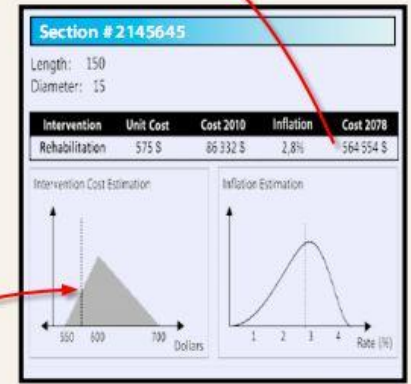 Section #2145645
Length: 150
Diameter: 15
Intervention Unit Cost Cost 2010 Inflation Cost 2078
Rehabilitation 575 $ 86 332 $ 2,8% 564 554 $
Intervention Cost Estimation
550 600 700 Dollars
Inflation Estimation
1 2 3 4 Rate (%)